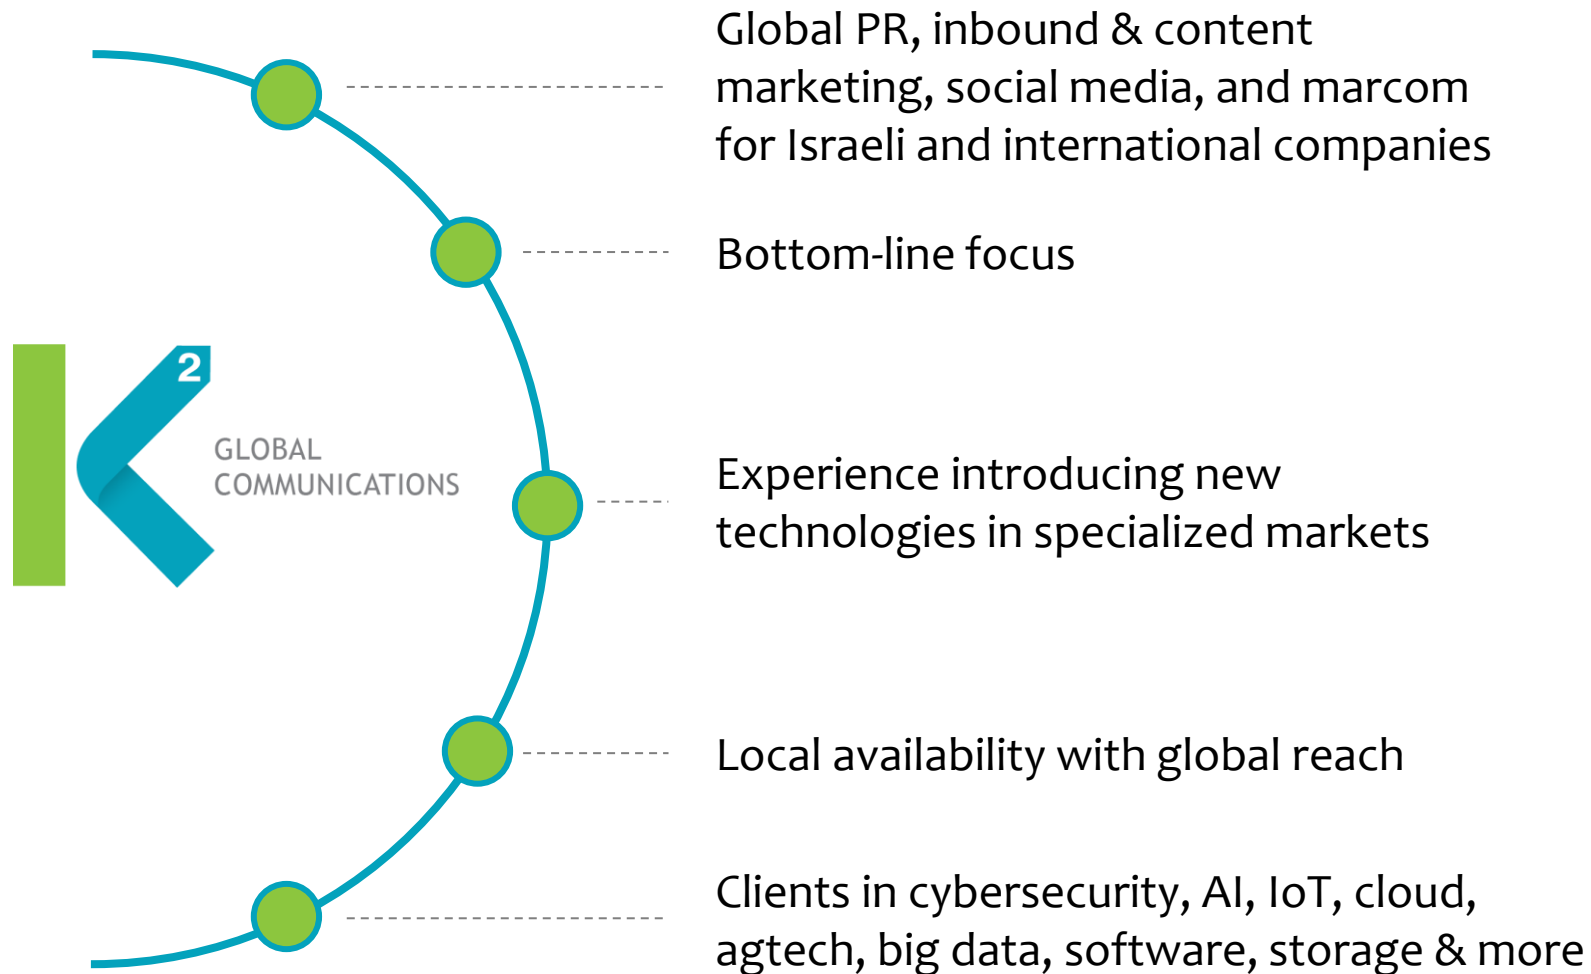 Global PR, inbound & content
marketing, social media, and marcom
for Israeli and international companies
Bottom-line focus
K2
GLOBAL
COMMUNICATIONS
Experience introducing new
technologies in specialized markets
Local availability with global reach
Clients in cybersecurity, AI, IoT, cloud,
agtech, big data, software, storage & more